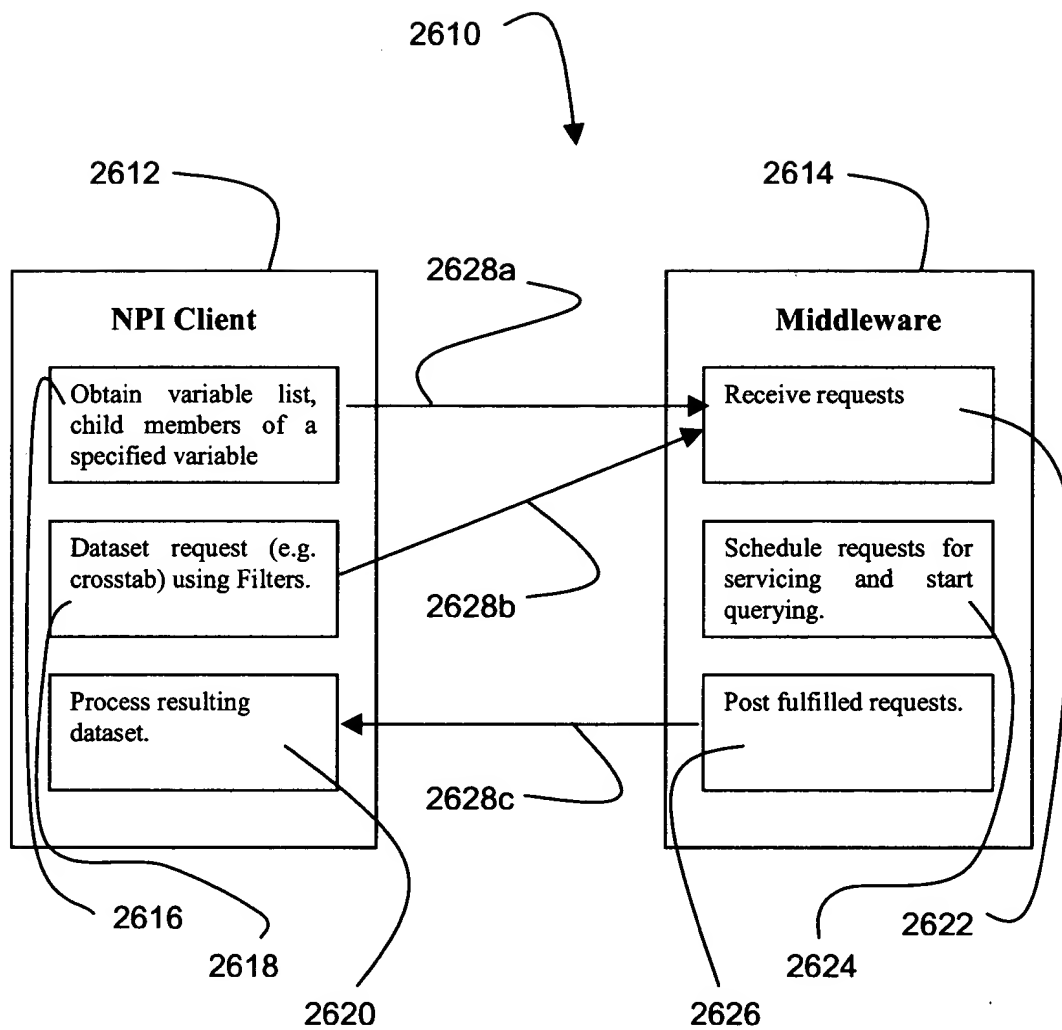 2610
2612
2614
2628a
NPI Client
Middleware
Obtain variable list,
child members of a
specified variable
Receive requests
Dataset request (e.g.
crosstab) using Filters.
2628b
Schedule requests for
servicing and start
querying.
Process resulting
dataset.
Post fulfilled requests.
2628c
2616
2618
2620
2622
2624
2626